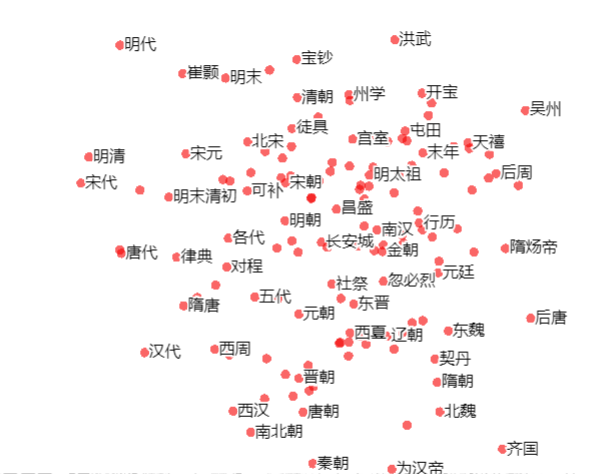 洪武
明代
宝钞
崔颢
明末
清朝
州学
开宝
吴州
徒具
屯田
北宋
宫室
天禧
宋元
末年
明清
后周
明太祖
宋代
宋朝
可补
明末清初
昌盛
明朝
行历
南汉
各代
长安城
隋炀帝
金朝
唐代
律典
对程
元廷
忽必烈
社祭
五代
东晋
隋唐
元朝
后唐
东魏
西夏
辽朝
西周
汉代
契丹
晋朝
隋朝
西汉
唐朝
北魏
南北朝
齐国
秦朝
为汉帝